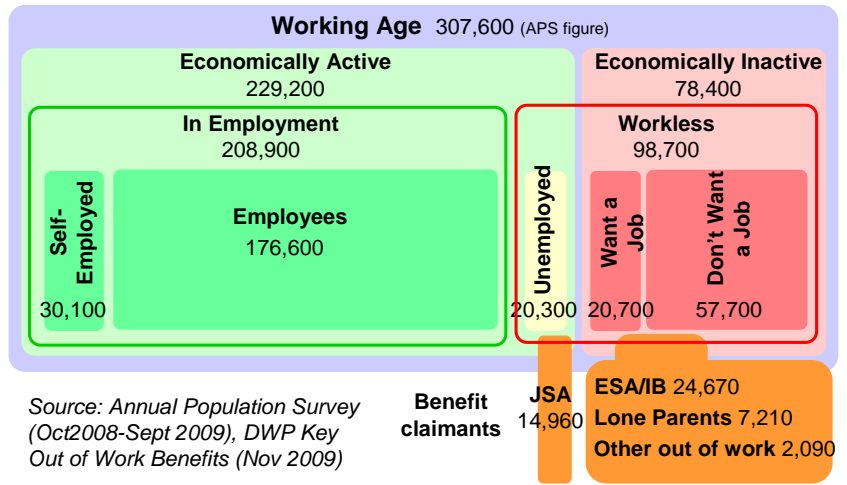 Working Age 307,600 (APS figure)
Economically Active
229,200
Economically Inactive
78,400
In Employment
208,900
Workless
98,700
Self-
Employed
30,100
Employees
176,600
Unemployed
20,300
Want a
Job
20,700
Don't Want
a Job
57,700
Source: Annual Population Survey
(Oct2008-Sept 2009), DWP Key
Out of Work Benefits (Nov 2009)
Benefit
claimants
JSA
14,960
ESA/IB 24,670
Lone Parents 7,210
Other out of work 2,090